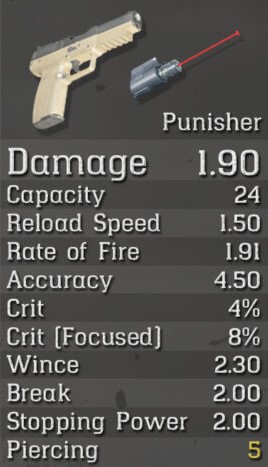 Punisher
Damage 1.90
Capacity 24
Reload Speed 1.50
Rate of Fire 1.91
Accuracy 4.50
Crit 4%
Crit (Focused) 8%
Wince 2.30
Break 2.00
Stopping Power 2.00
Piercing 5